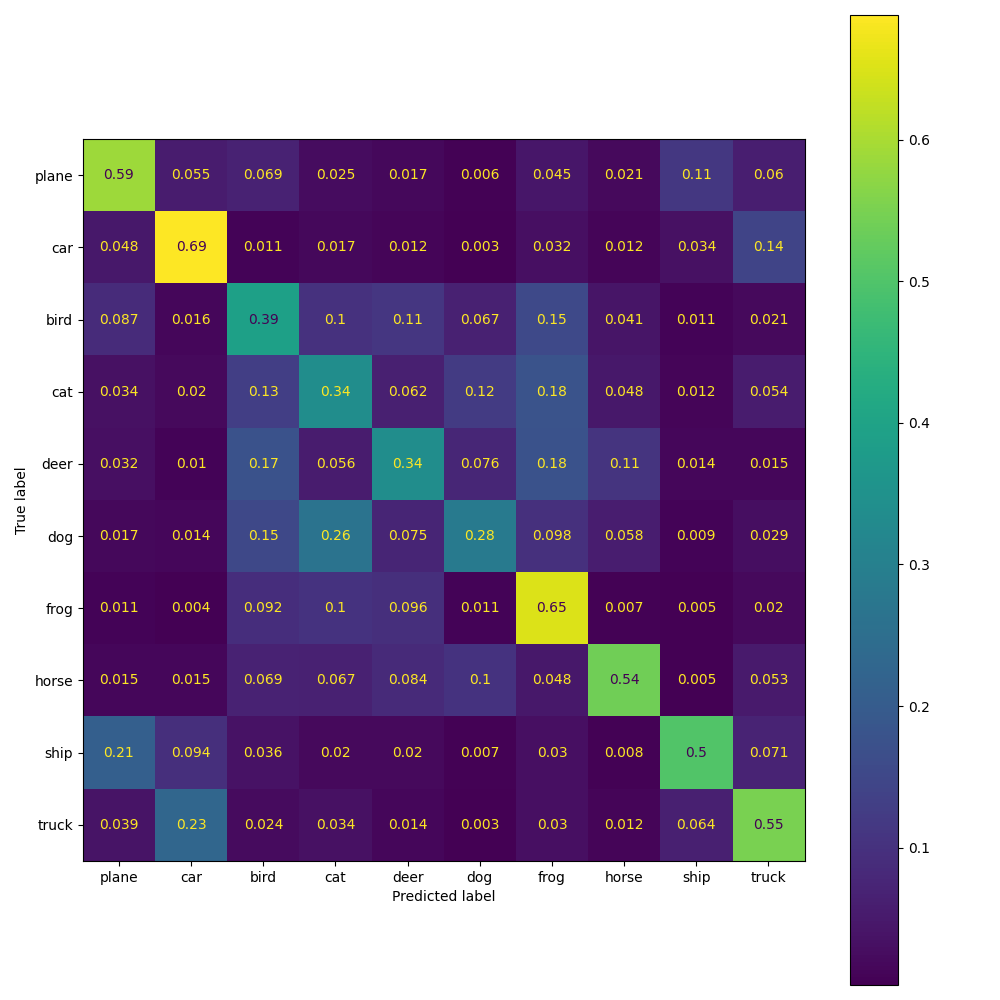 plane 0.59 0.055 0.069 0.025 0.017 0.006 0.045 0.021 0.11 0.06
car 0.048 0.69 0.011 0.017 0.012 0.003 0.032 0.012 0.034 0.14
bird 0.087 0.016 0.39 0.1 0.11 0.067 0.15 0.041 0.011 0.021
cat 0.034 0.02 0.13 0.34 0.062 0.12 0.18 0.048 0.012 0.054
deer 0.032 0.01 0.17 0.056 0.34 0.076 0.18 0.11 0.014 0.015
dog 0.017 0.014 0.15 0.26 0.075 0.28 0.098 0.058 0.009 0.029
frog 0.011 0.004 0.092 0.1 0.096 0.011 0.65 0.007 0.005 0.02
horse 0.015 0.015 0.069 0.067 0.084 0.1 0.048 0.54 0.005 0.053
ship 0.21 0.094 0.036 0.02 0.02 0.007 0.03 0.008 0.5 0.071
truck 0.039 0.23 0.024 0.034 0.014 0.003 0.03 0.012 0.064 0.55
plane car bird cat deer dog frog horse ship truck
Predicted label
True label
0.6
0.5
0.4
0.3
0.2
0.1